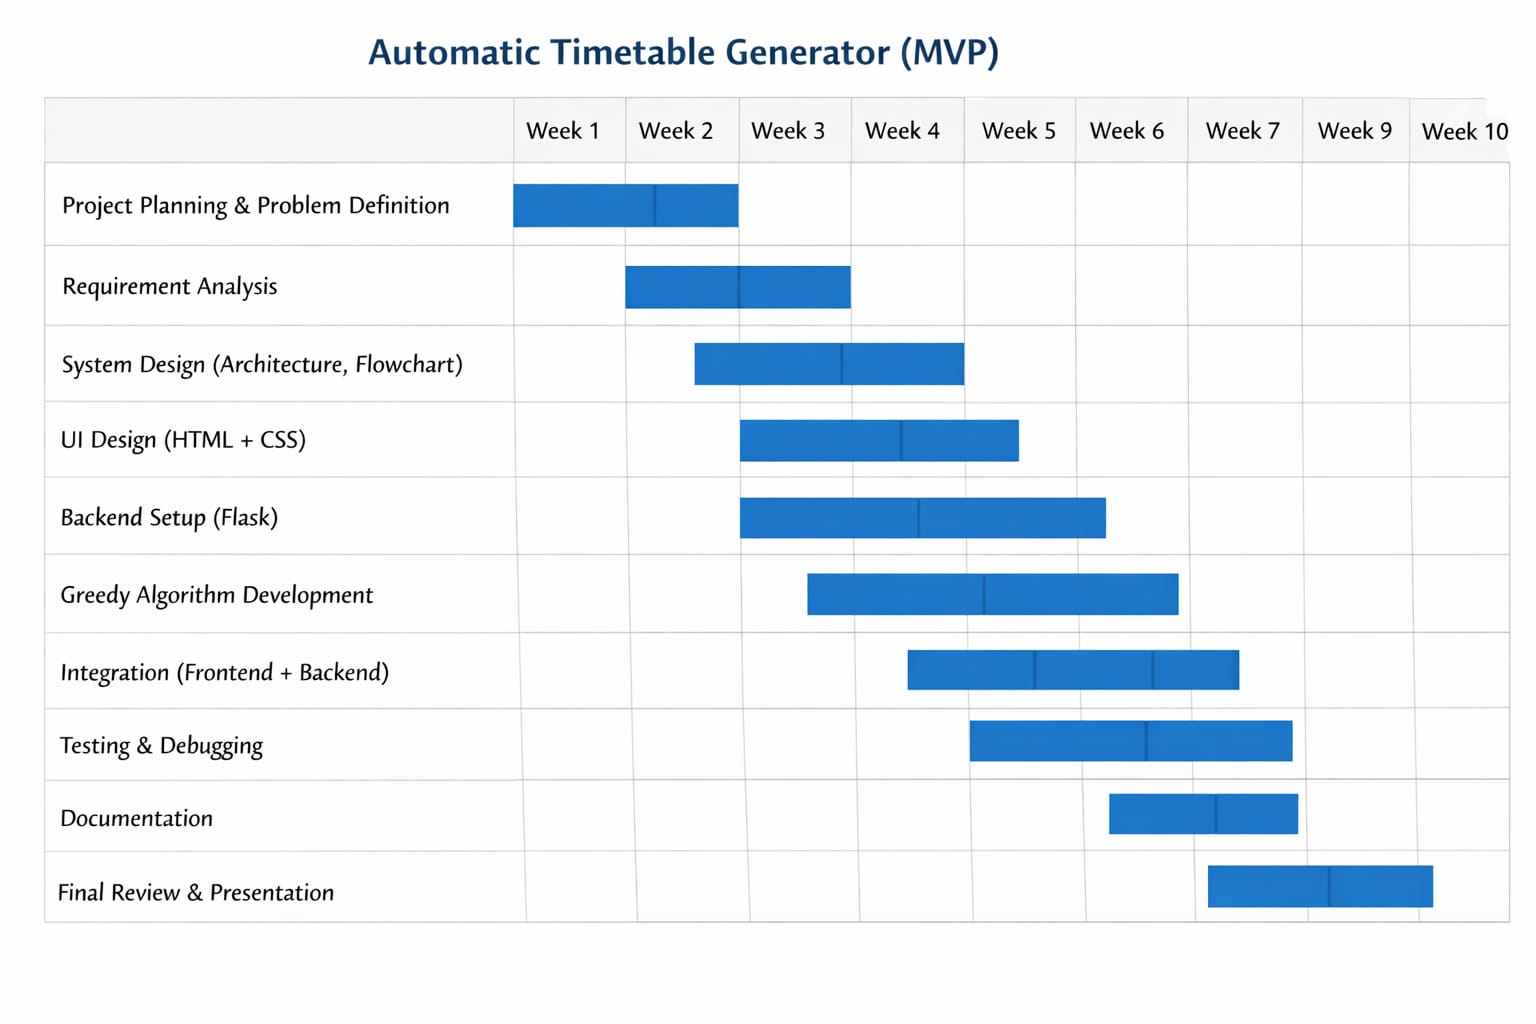 Automatic Timetable Generator (MVP)
Week 1 Week 2 Week 3 Week 4 Week 5 Week 6 Week 7 Week 9 Week 10
Project Planning & Problem Definition
Requirement Analysis
System Design (Architecture, Flowchart)
UI Design (HTML + CSS)
Backend Setup (Flask)
Greedy Algorithm Development
Integration (Frontend + Backend)
Testing & Debugging
Documentation
Final Review & Presentation